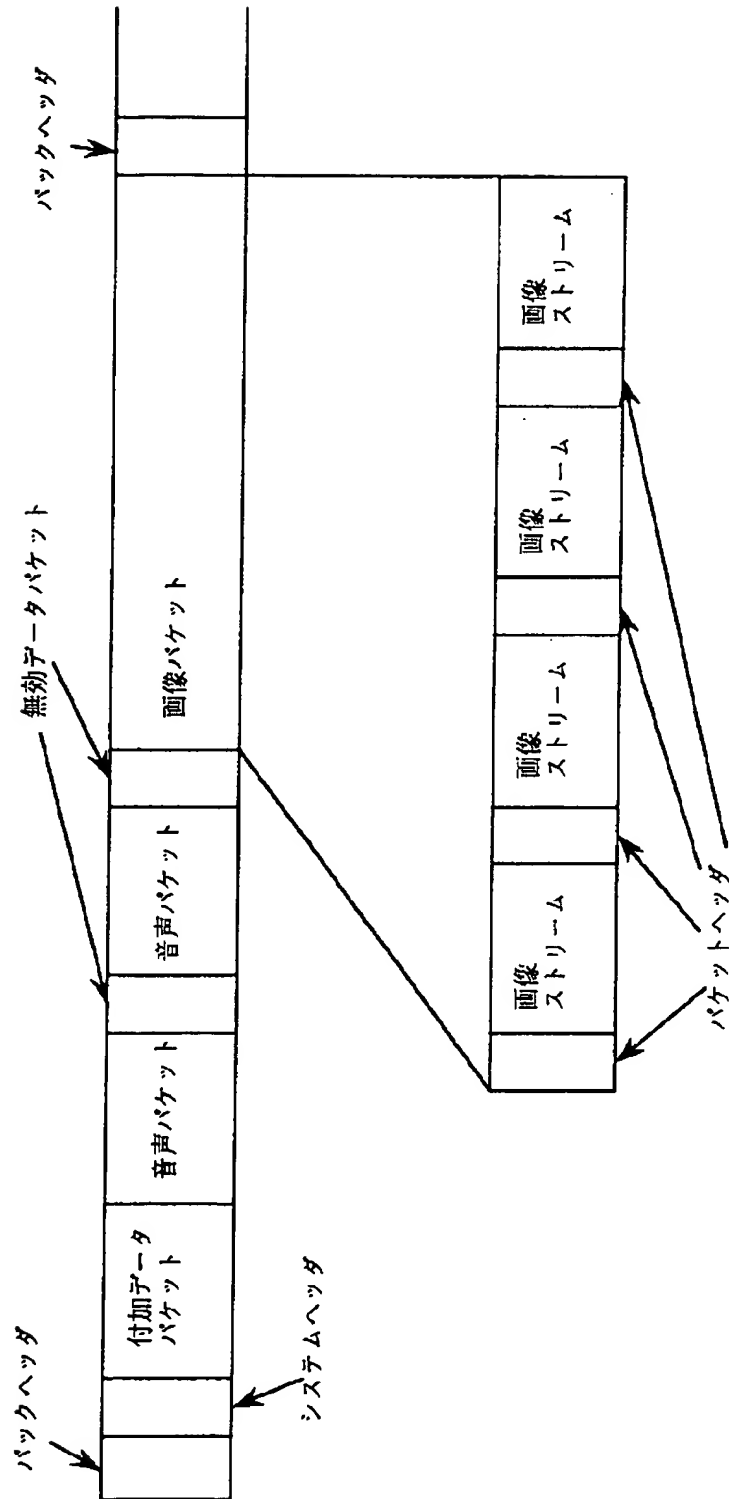 パックヘッダ
無効データパケット
パックヘッダ
付加データ
パケット
音声パケット
音声パケット
画像パケット
システムヘッダ
画像
ストリーム
画像
ストリーム
画像
ストリーム
画像
ストリーム
パケットヘッダ